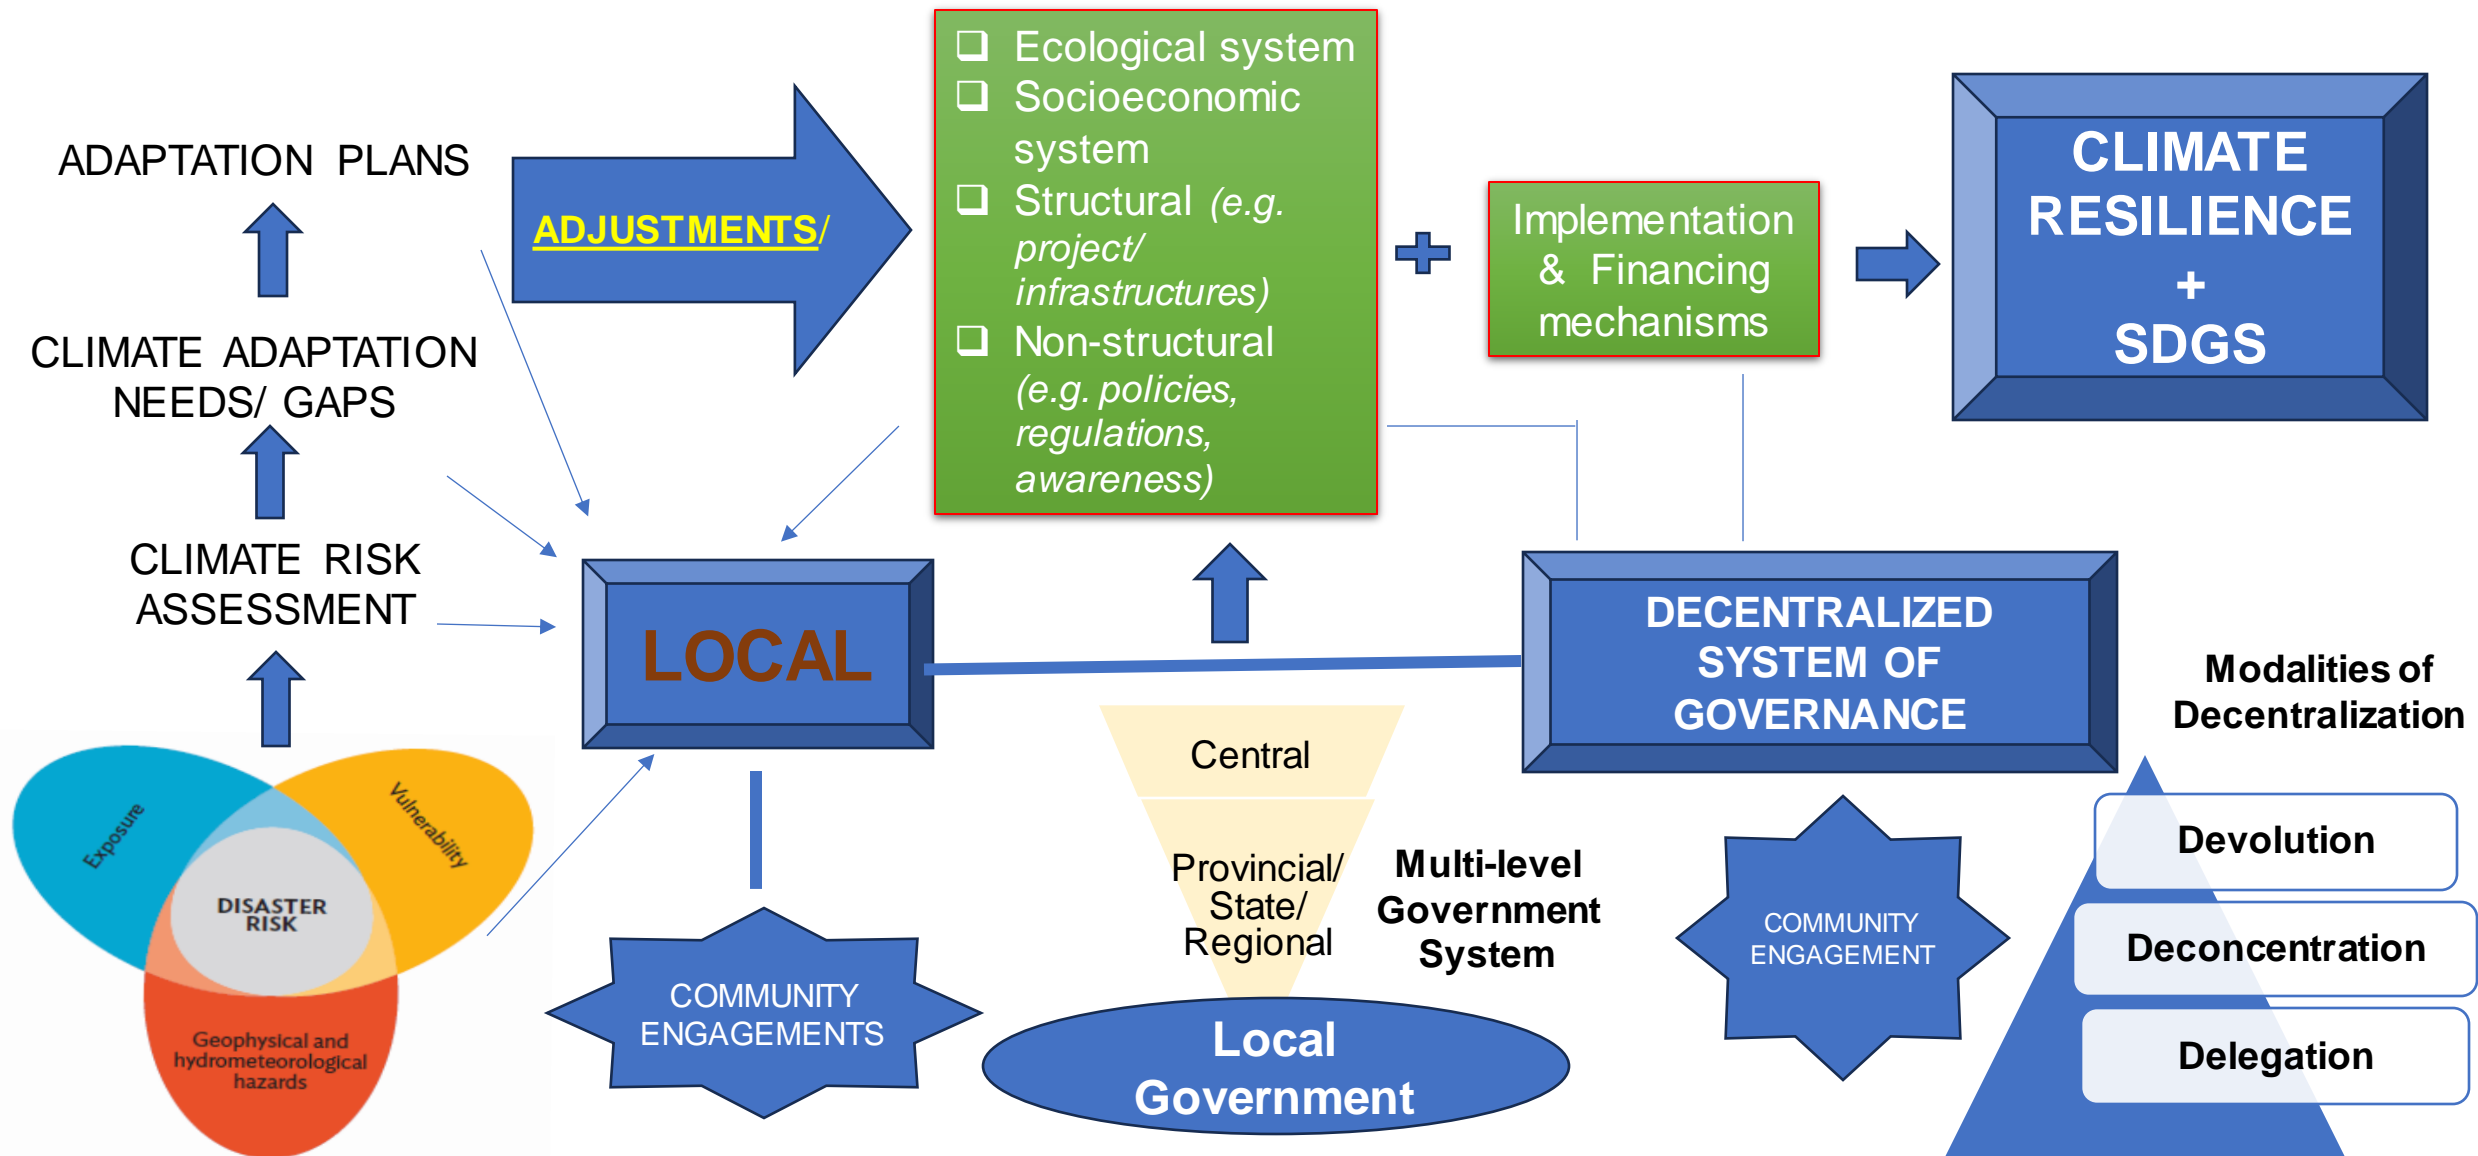 ADAPTATION PLANS
CLIMATE ADAPTATION
NEEDS/ GAPS
CLIMATE RISK
ASSESSMENT
Exposure
Vulnerability
DISASTER
RISK
Geophysical and
hydrometeorological
hazards
ADJUSTMENTS/
❑ Ecological system
❑ Socioeconomic
system
❑ Structural (e.g.
project/
infrastructures)
❑ Non-structural
(e.g. policies,
regulations,
awareness)
Implementation
& Financing
mechanisms
CLIMATE
RESILIENCE
+
SDGS
LOCAL
COMMUNITY
ENGAGEMENTS
Central
Provincial/
State/
Regional
Multi-level
Government
System
Local
Government
DECENTRALIZED
SYSTEM OF
GOVERNANCE
COMMUNITY
ENGAGEMENT
Modalities of
Decentralization
Devolution
Deconcentration
Delegation